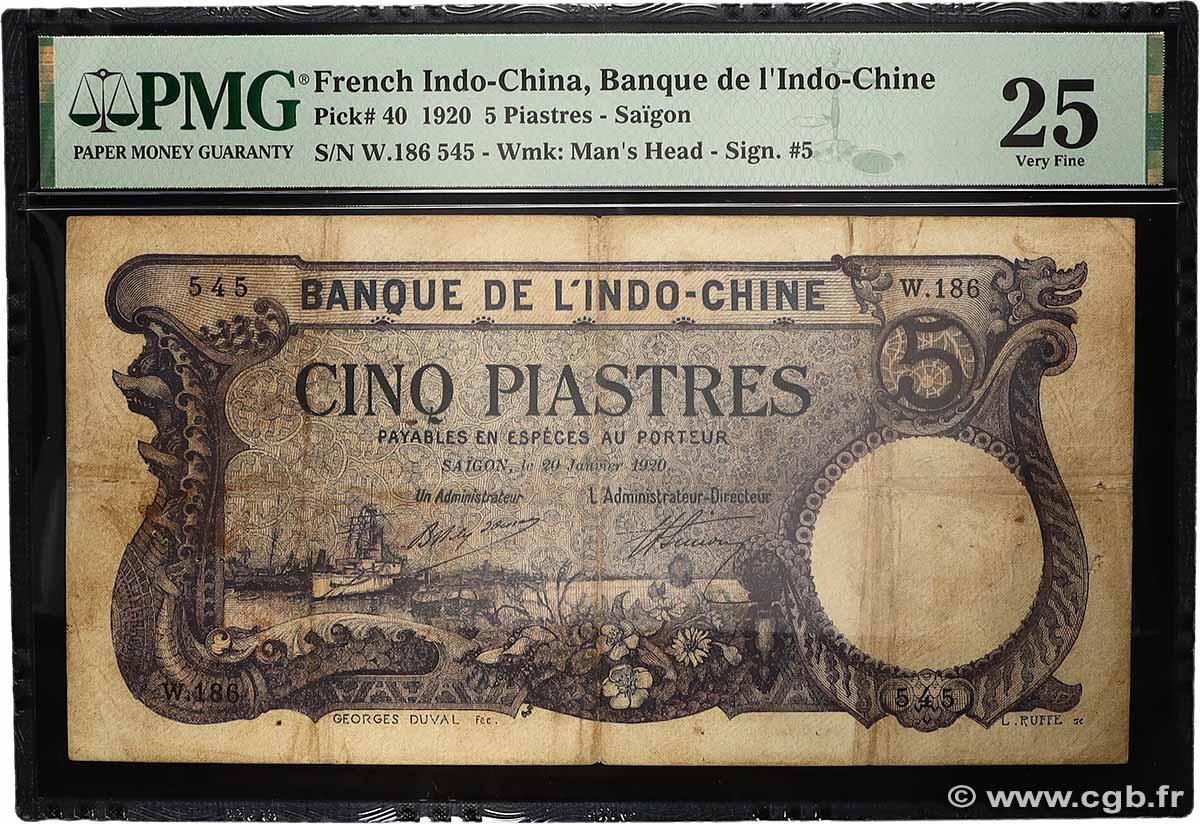 PMG® French Indo-China, Banque de l'Indo-Chine
Pick# 40 1920 5 Piastres - Saïgon
PAPER MONEY GUARANTY
S/N W.186 545 - Wmk: Man's Head - Sign. #5
25
Very Fine
545
BANQUE DE L'INDO-CHINE
W.186
5
CINQ PIASTRES
PAYABLES EN ESPÈCES AU PORTEUR
SAÏGON, le 20 Janvier 1920.
Un Administrateur
L'Administrateur-Directeur
W.186
545
GEORGES DUVAL Fec.
L. RUFFE sc
© www.cgb.fr